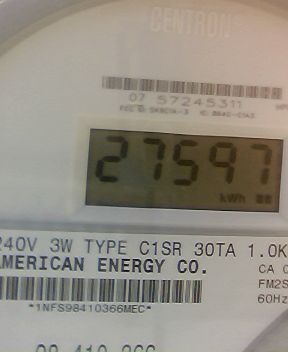 CENTRON
07 57245311
27597
kWh
240V 3W TYPE C1SR 30TA 1.0K
AMERICAN ENERGY CO.
CA
FM2S
60Hz
*1NFS98410366MEC*